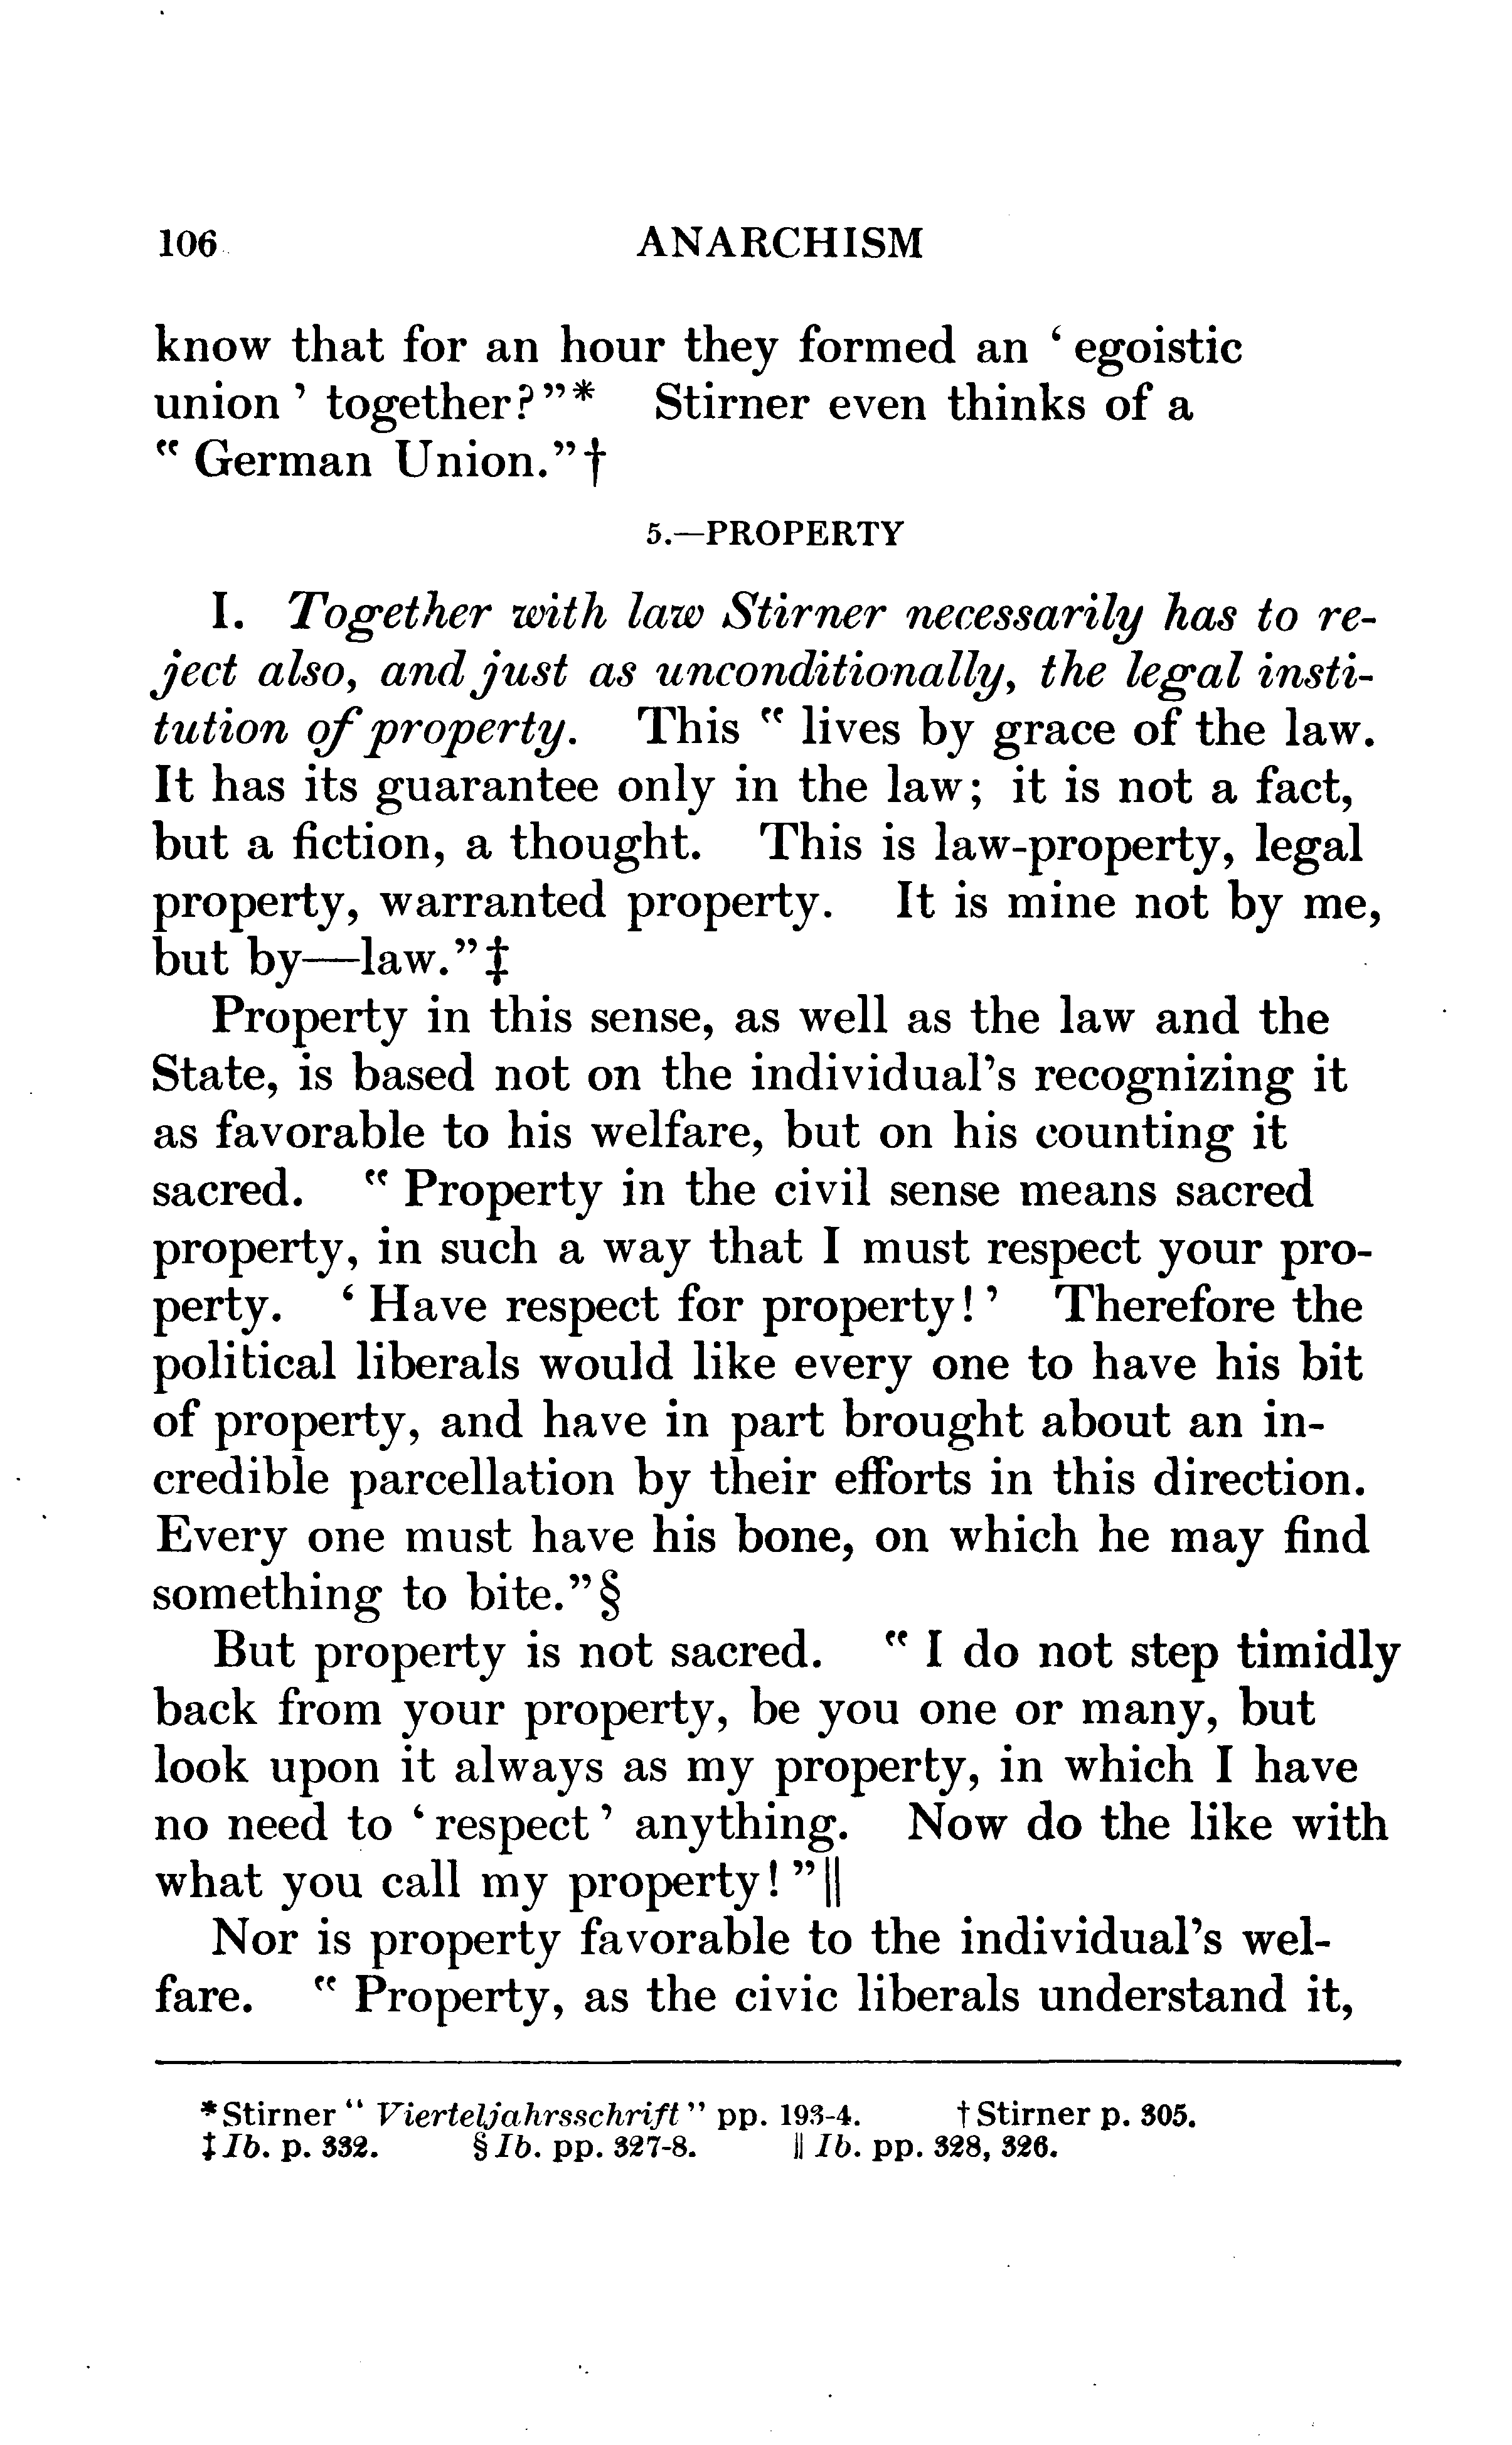 106 ANARCHISM
know that for an hour they formed an ‘ egoistic
union ’ together?”* Stirner even thinks of a
“ German Union.”†
5.—PROPERTY
I. Together with law Stirner necessarily has to re-
ject also, and just as unconditionally, the legal insti-
tution of property. This “ lives by grace of the law.
It has its guarantee only in the law; it is not a fact,
but a fiction, a thought. This is law-property, legal
property, warranted property. It is mine not by me,
but by—law.”‡
Property in this sense, as well as the law and the
State, is based not on the individual’s recognizing it
as favorable to his welfare, but on his counting it
sacred. “ Property in the civil sense means sacred
property, in such a way that I must respect your pro-
perty. ‘ Have respect for property! ’ Therefore the
political liberals would like every one to have his bit
of property, and have in part brought about an in-
credible parcellation by their efforts in this direction.
Every one must have his bone, on which he may find
something to bite.”§
But property is not sacred. “ I do not step timidly
back from your property, be you one or many, but
look upon it always as my property, in which I have
no need to ‘ respect ’ anything. Now do the like with
what you call my property! ”||
Nor is property favorable to the individual’s wel-
fare. “ Property, as the civic liberals understand it,
*Stirner “ Vierteljahrsschrift ” pp. 193-4. †Stirner p. 305.
‡Ib. p. 332. §Ib. pp. 327-8. || Ib. pp. 328, 326.